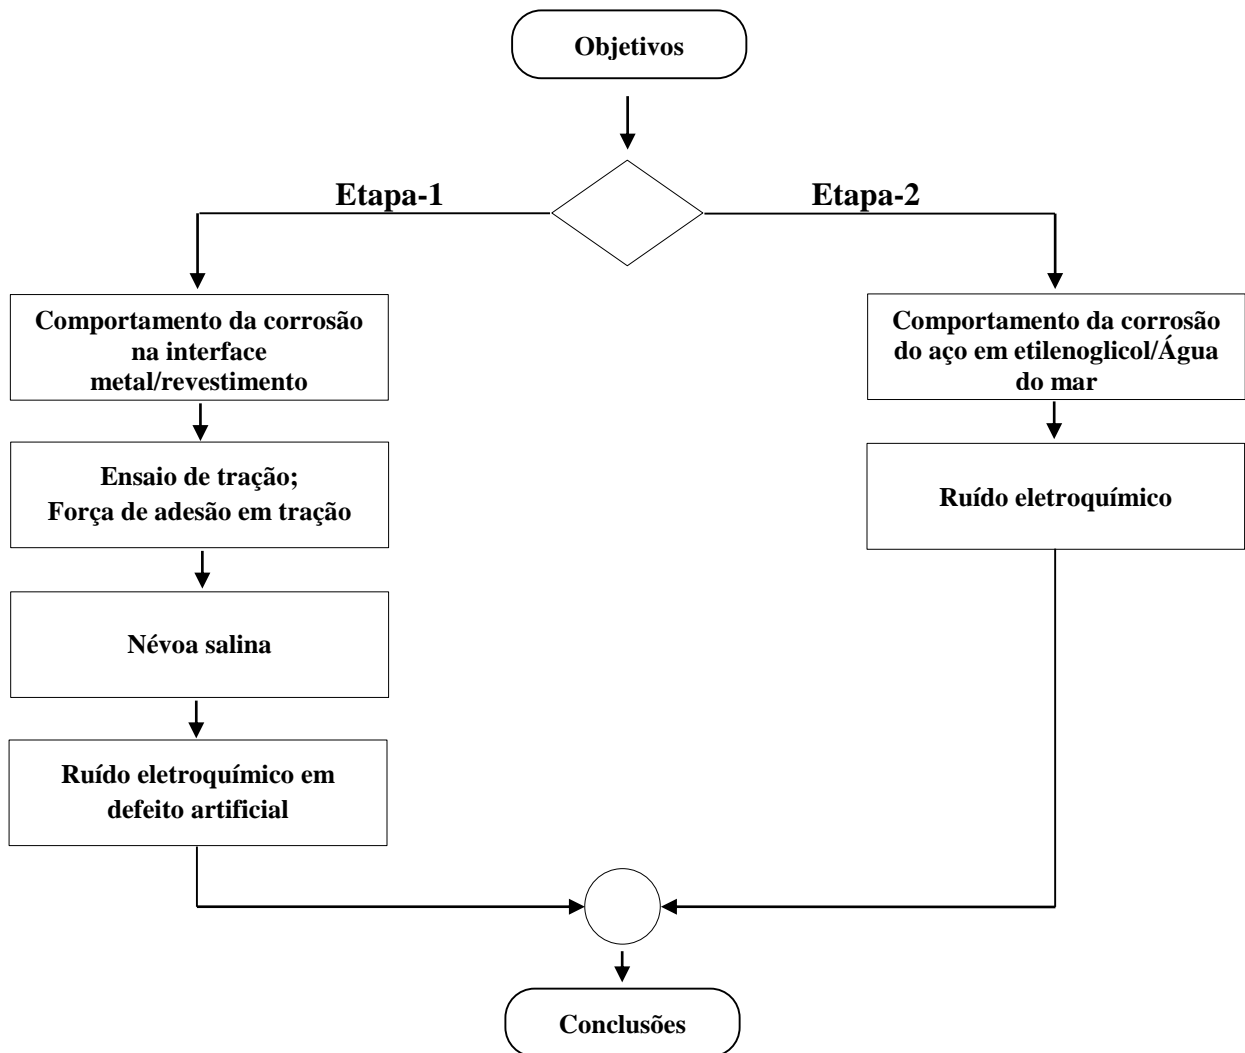 Objetivos
Etapa-1
Etapa-2
Comportamento da corrosão
na interface
metal/revestimento
Comportamento da corrosão
do aço em etilenoglicol/Água
do mar
Ensaio de tração;
Força de adesão em tração
Ruído eletroquímico
Névoa salina
Ruído eletroquímico em
defeito artificial
Conclusões